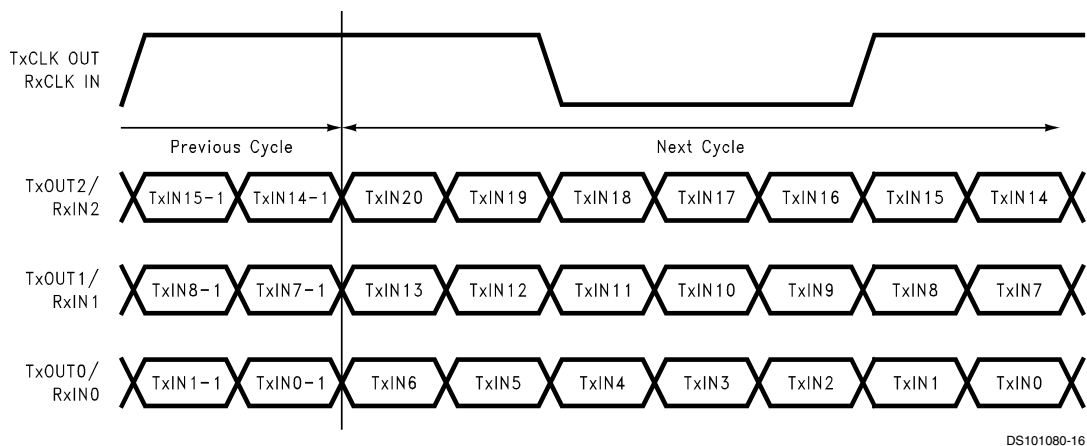 TxCLK OUT
RxCLK IN
Previous Cycle
Next Cycle
TxOUT2/
RxIN2
TxIN15-1 TxIN14-1 TxIN20 TxIN19 TxIN18 TxIN17 TxIN16 TxIN15 TxIN14
TxOUT1/
RxIN1
TxIN8-1 TxIN7-1 TxIN13 TxIN12 TxIN11 TxIN10 TxIN9 TxIN8 TxIN7
TxOUT0/
RxIN0
TxIN1-1 TxIN0-1 TxIN6 TxIN5 TxIN4 TxIN3 TxIN2 TxIN1 TxIN0
DS101080-16